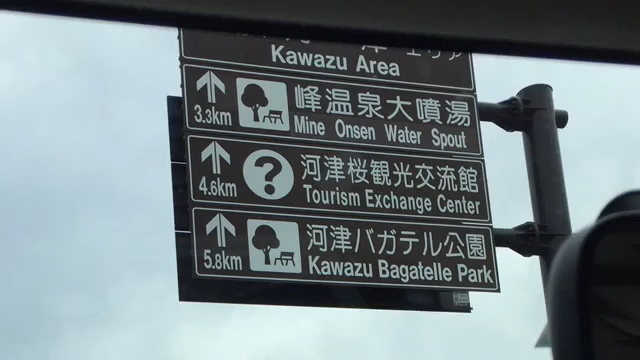 Kawazu Area
峰温泉大噴湯
3.3km Mine Onsen Water Spout
河津桜観光交流館
4.6km Tourism Exchange Center
河津バガテル公園
5.8km Kawazu Bagatelle Park